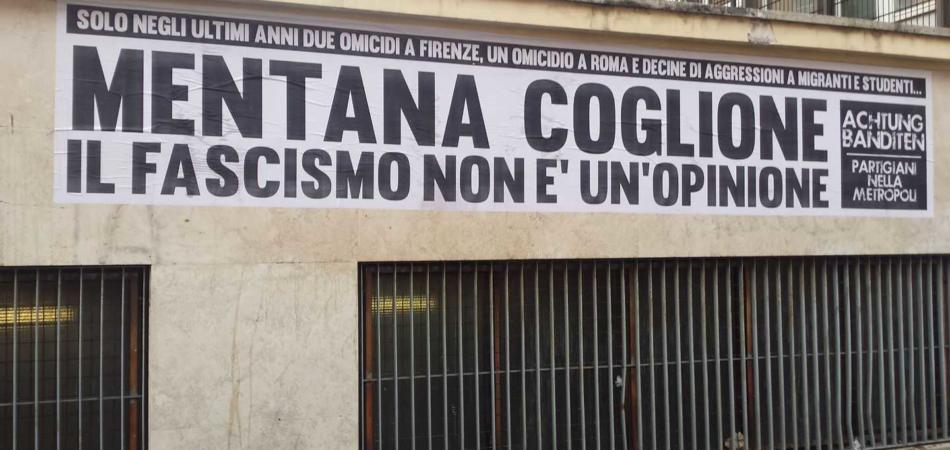 SOLO NEGLI ULTIMI ANNI DUE OMICIDI A FIRENZE, UN OMICIDIO A ROMA E DECINE DI AGGRESSIONI A MIGRANTI E STUDENTI...
MENTANA COGLIONE
IL FASCISMO NON E' UN'OPINIONE
ACHTUNG
BANDITEN
PARTIGIANI
NELLA
METROPOLI